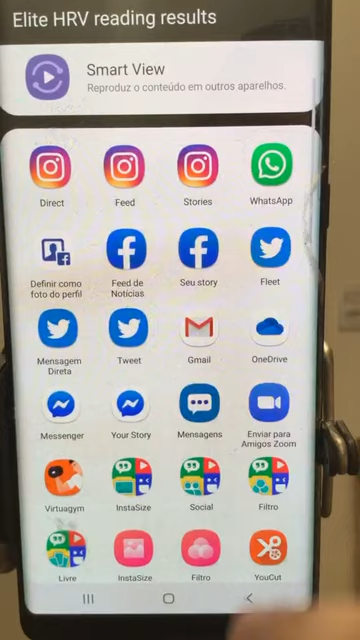 Elite HRV reading results
Smart View
Reproduz o conteúdo em outros aparelhos.
Direct
Feed
Stories
WhatsApp
Definir como
foto do perfil
Feed de
Notícias
Seu story
Fleet
Mensagem
Direta
Tweet
Gmail
OneDrive
Messenger
Your Story
Mensagens
Enviar para
Amigos Zoom
Virtuagym
InstaSize
Social
Filtro
Livre
InstaSize
Filtro
YouCut